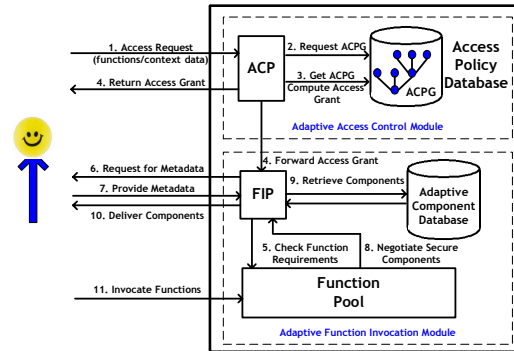 1. Access Request
(functions/context data)
2. Request ACPG
ACP
3. Get ACPG
Compute Access
Grant
4. Return Access Grant
ACPG
Access
Policy
Database
Adaptive Access Control Module
4. Forward Access Grant
6. Request for Metadata
FIP
9. Retrieve Components
7. Provide Metadata
10. Deliver Components
Adaptive
Component
Database
5. Check Function
Requirements
8. Negotiate Secure
Components
11. Invocate Functions
Function
Pool
Adaptive Function Invocation Module